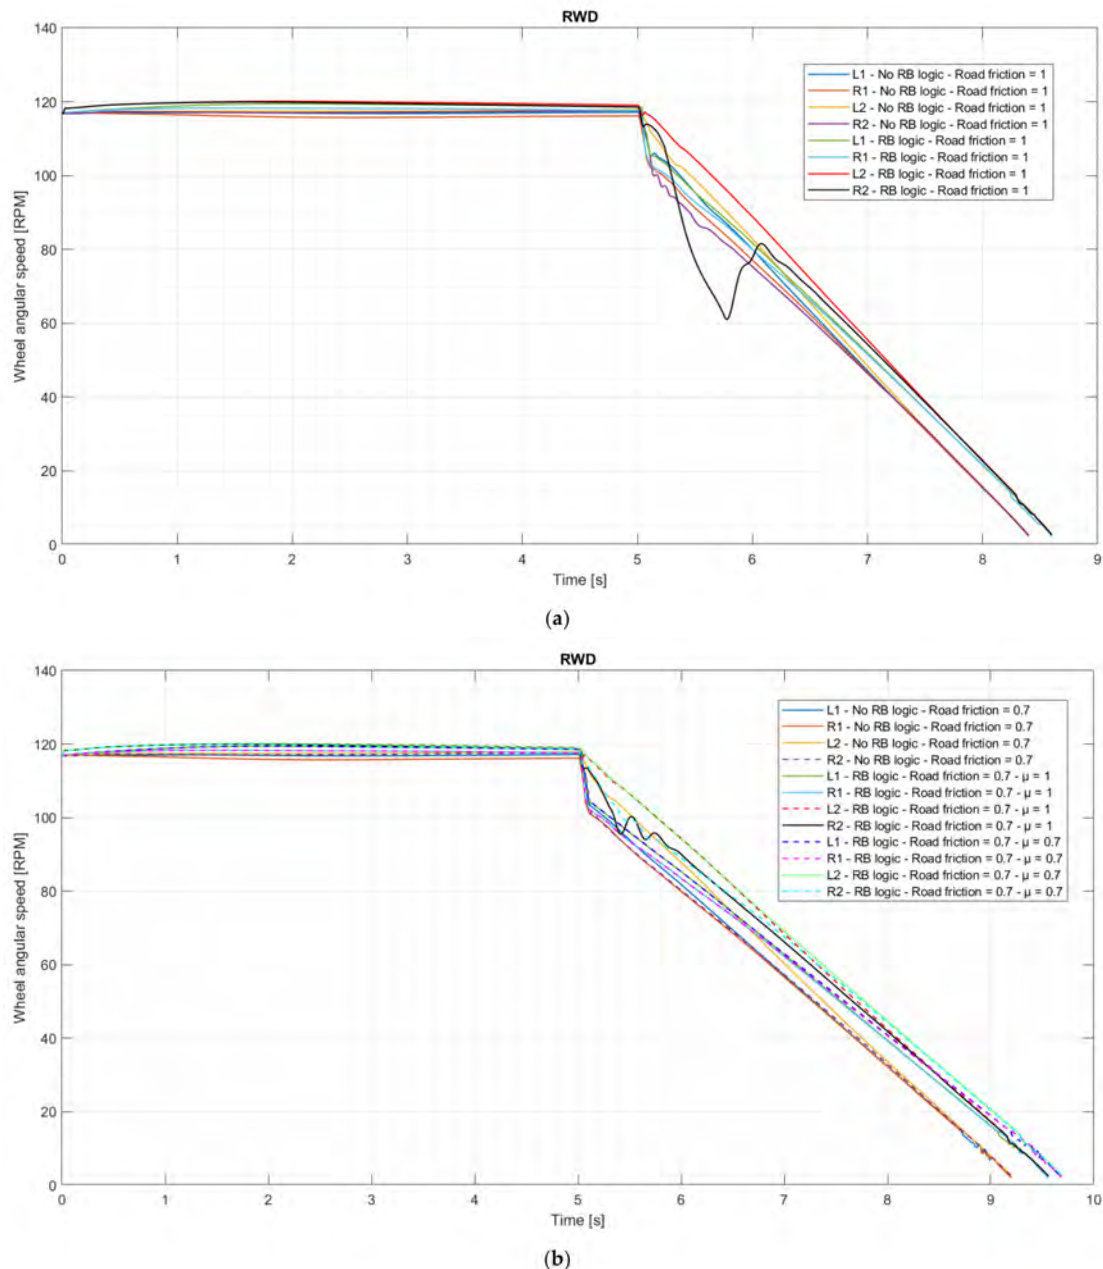 RWD
140
120
100
80
60
40
20
0
Wheel angular speed [RPM]
L1 - No RB logic - Road friction = 1
R1 - No RB logic - Road friction = 1
L2 - No RB logic - Road friction = 1
R2 - No RB logic - Road friction = 1
L1 - RB logic - Road friction = 1
R1 - RB logic - Road friction = 1
L2 - RB logic - Road friction = 1
R2 - RB logic - Road friction = 1
0 1 2 3 4 5 6 7 8 9
Time [s]
(a)
RWD
140
120
100
80
60
40
20
0
Wheel angular speed [RPM]
L1 - No RB logic - Road friction = 0.7
R1 - No RB logic - Road friction = 0.7
L2 - No RB logic - Road friction = 0.7
R2 - No RB logic - Road friction = 0.7
L1 - RB logic - Road friction = 0.7 - μ = 1
R1 - RB logic - Road friction = 0.7 - μ = 1
L2 - RB logic - Road friction = 0.7 - μ = 1
R2 - RB logic - Road friction = 0.7 - μ = 1
L1 - RB logic - Road friction = 0.7 - μ = 0.7
R1 - RB logic - Road friction = 0.7 - μ = 0.7
L2 - RB logic - Road friction = 0.7 - μ = 0.7
R2 - RB logic - Road friction = 0.7 - μ = 0.7
0 1 2 3 4 5 6 7 8 9 10
Time [s]
(b)